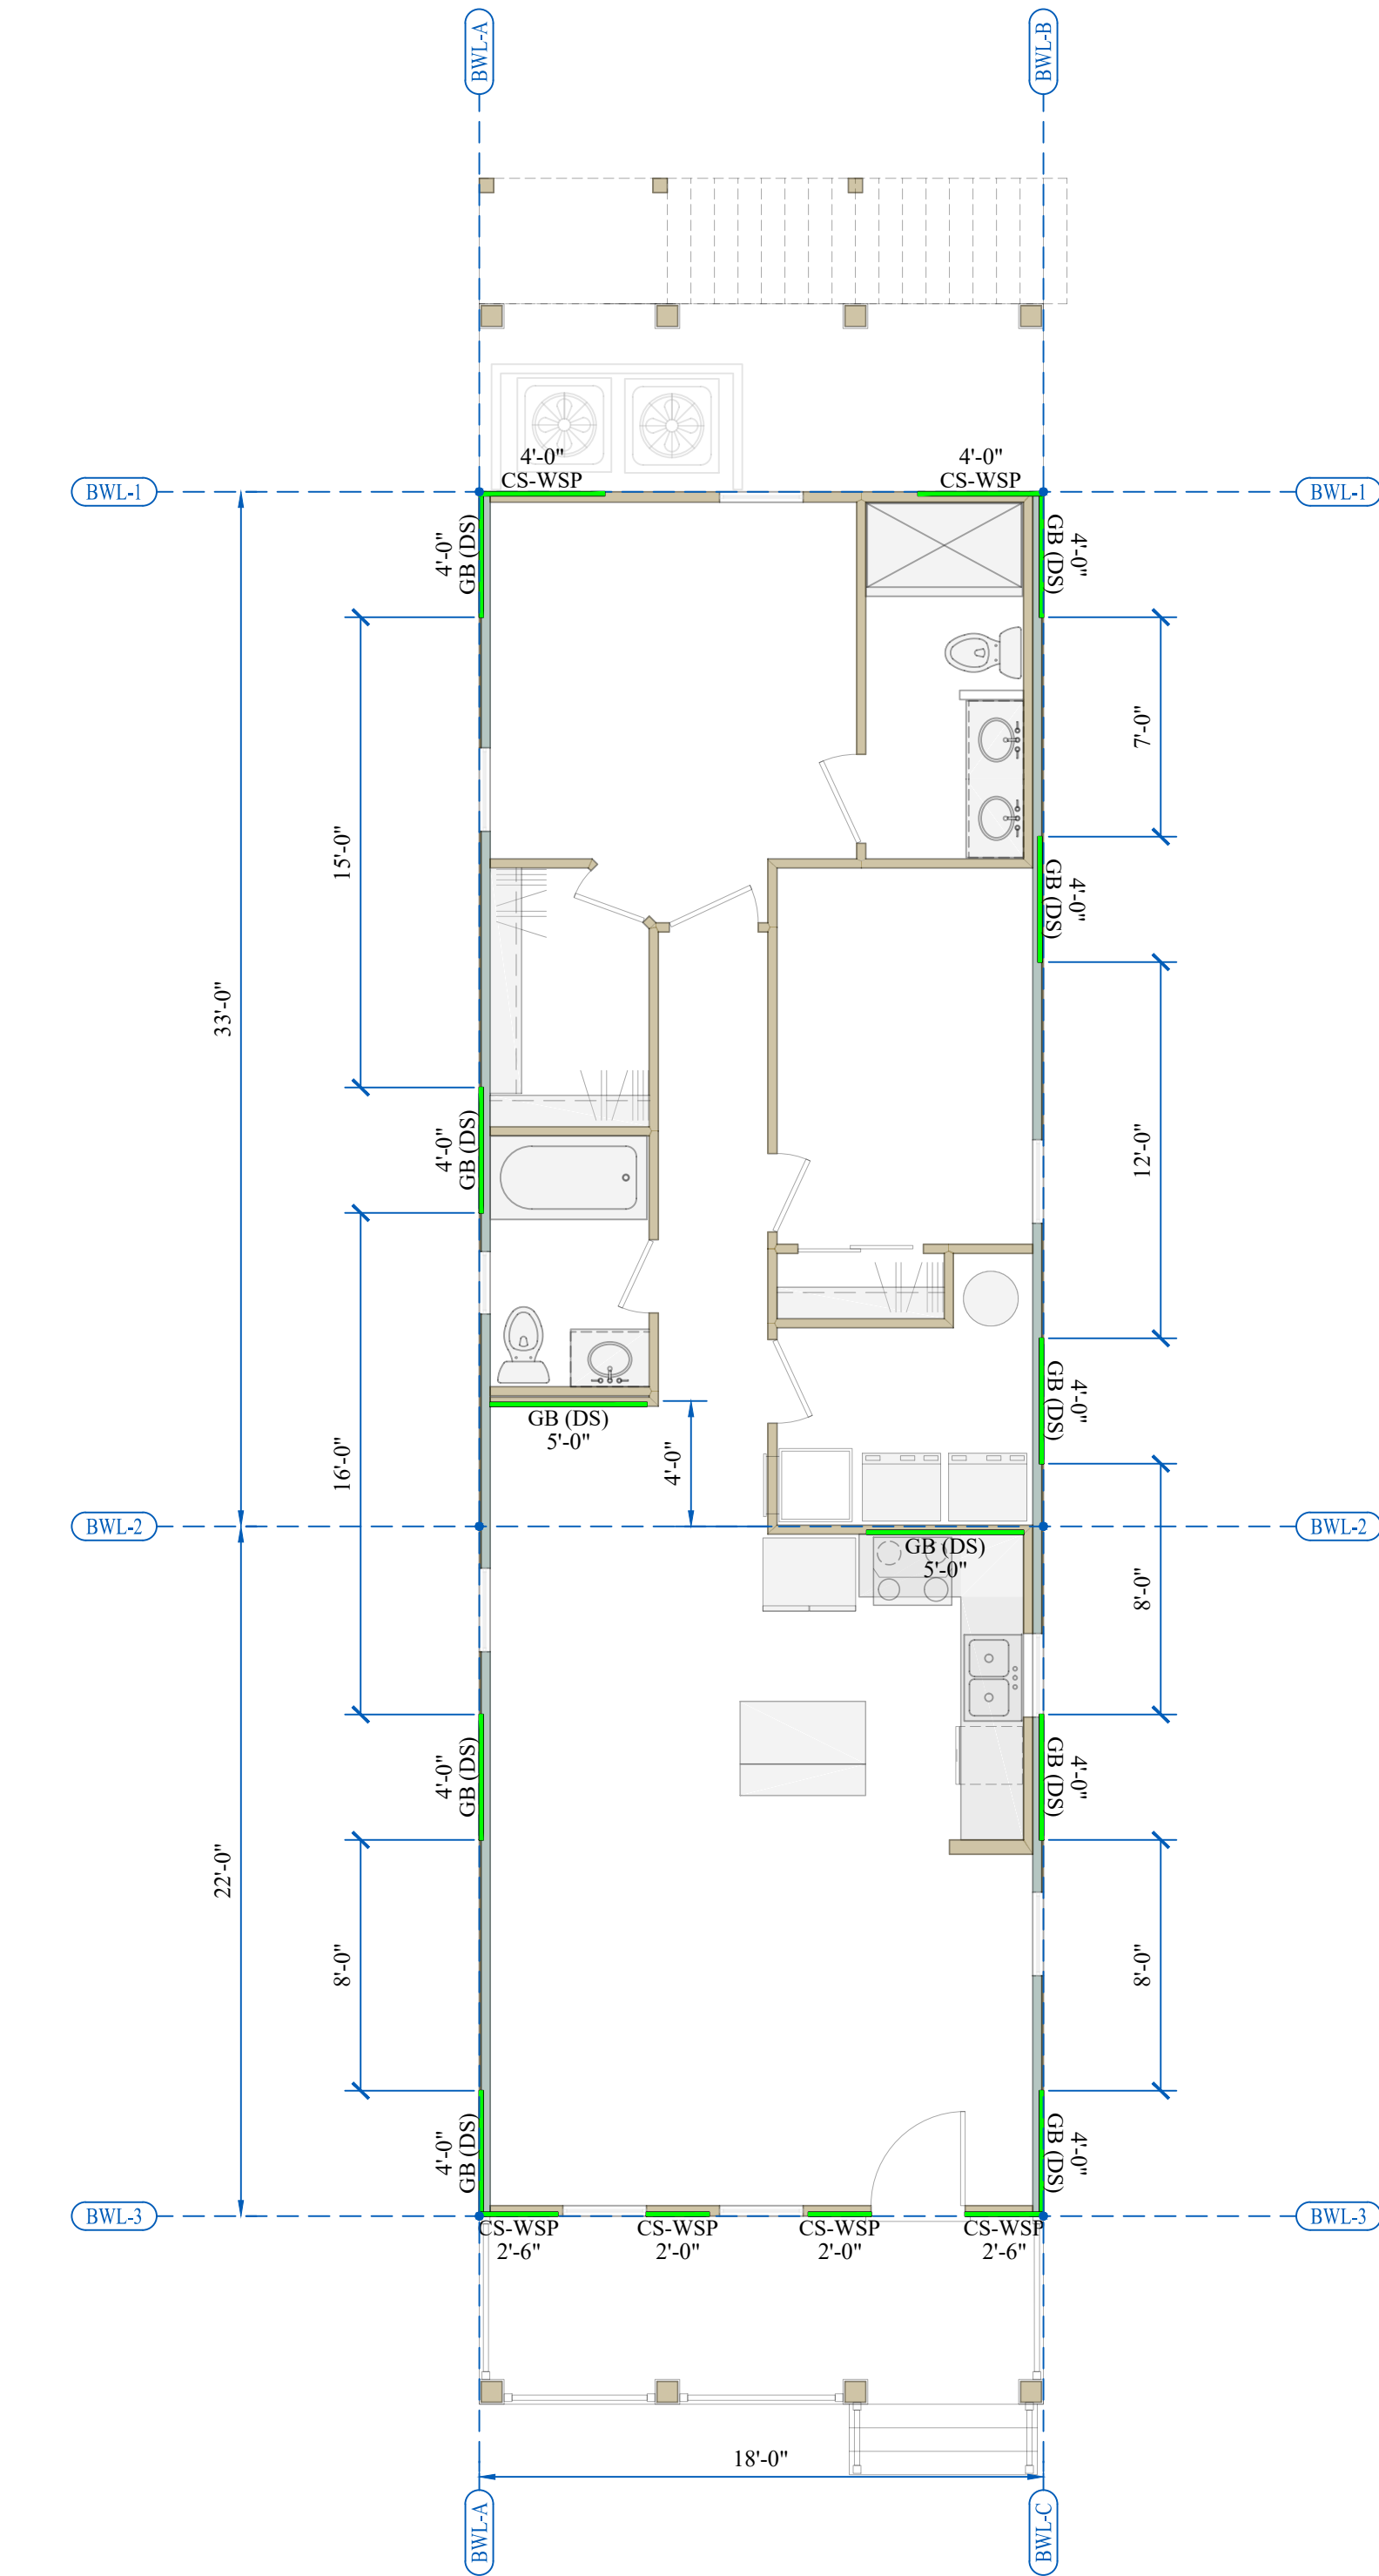 BWL-A
BWL-B
4'-0"
CS-WSP
4'-0"
CS-WSP
BWL-1
BWL-1
4'-0"
GB (DS)
4'-0"
GB (DS)
7'-0"
15'-0"
4'-0"
GB (DS)
33'-0"
4'-0"
GB (DS)
12'-0"
4'-0"
GB (DS)
GB (DS)
5'-0"
4'-0"
16'-0"
BWL-2
BWL-2
GB (DS)
5'-0"
8'-0"
4'-0"
GB (DS)
4'-0"
GB (DS)
22'-0"
8'-0"
8'-0"
4'-0"
GB (DS)
4'-0"
GB (DS)
BWL-3
BWL-3
CS-WSP
2'-6"
CS-WSP
2'-0"
CS-WSP
2'-0"
CS-WSP
2'-6"
18'-0"
BWL-A
BWL-C